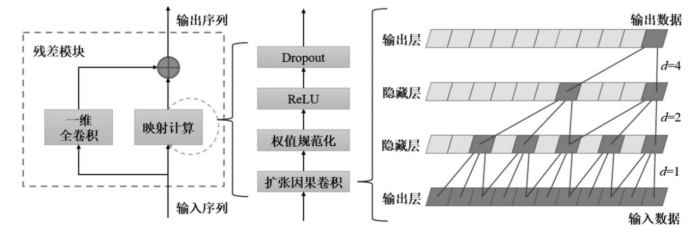 输出序列
残差模块
一维
全卷积
映射计算
输入序列
Dropout
ReLU
权值规范化
扩张因果卷积
输出数据
输出层
d=4
隐藏层
d=2
隐藏层
d=1
输出层
输入数据